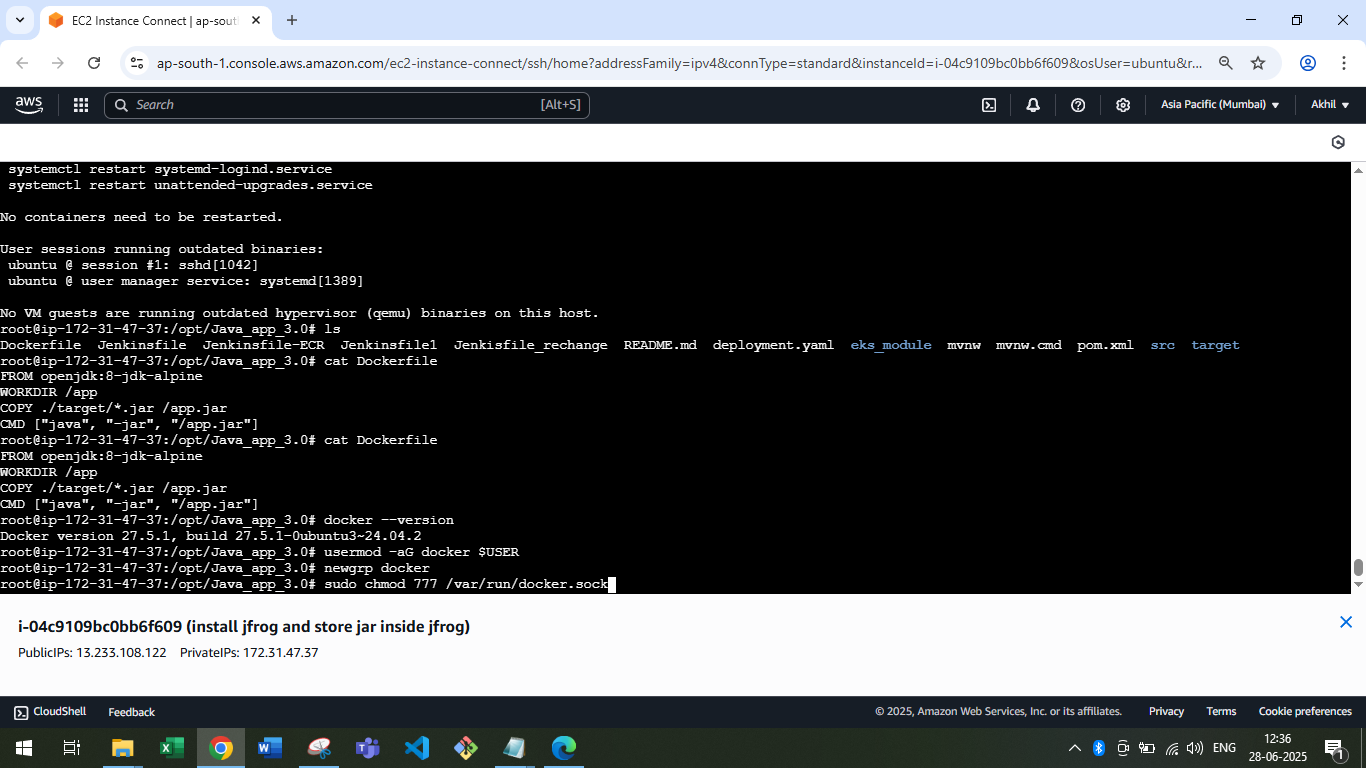 EC2 Instance Connect | ap-sout
ap-south-1.console.aws.amazon.com/ec2-instance-connect/ssh/home?addressFamily=ipv4&connType=standard&instanceId=i-04c9109bc0bb6f609&osUser=ubuntu&r...
aws
Search
[Alt+S]
Asia Pacific (Mumbai)
Akhil
systemctl restart systemd-logind.service
systemctl restart unattended-upgrades.service
No containers need to be restarted.
User sessions running outdated binaries:
ubuntu @ session #1: sshd[1042]
ubuntu @ user manager service: systemd[1389]
No VM guests are running outdated hypervisor (qemu) binaries on this host.
root@ip-172-31-47-37:/opt/Java_app_3.0# ls
Dockerfile Jenkinsfile Jenkinsfile-ECR Jenkinsfile1 Jenkisfile_rechange README.md deployment.yaml eks_module mvnw mvnw.cmd pom.xml src target
root@ip-172-31-47-37:/opt/Java_app_3.0# cat Dockerfile
FROM openjdk:8-jdk-alpine
WORKDIR /app
COPY ./target/*.jar /app.jar
CMD ["java", "-jar", "/app.jar"]
root@ip-172-31-47-37:/opt/Java_app_3.0# cat Dockerfile
FROM openjdk:8-jdk-alpine
WORKDIR /app
COPY ./target/*.jar /app.jar
CMD ["java", "-jar", "/app.jar"]
root@ip-172-31-47-37:/opt/Java_app_3.0# docker --version
Docker version 27.5.1, build 27.5.1-0ubuntu3~24.04.2
root@ip-172-31-47-37:/opt/Java_app_3.0# usermod -aG docker $USER
root@ip-172-31-47-37:/opt/Java_app_3.0# newgrp docker
root@ip-172-31-47-37:/opt/Java_app_3.0# sudo chmod 777 /var/run/docker.sock
i-04c9109bc0bb6f609 (install jfrog and store jar inside jfrog)
PublicIPs: 13.233.108.122 PrivateIPs: 172.31.47.37
CloudShell Feedback © 2025, Amazon Web Services, Inc. or its affiliates. Privacy Terms Cookie preferences
ENG
12:36
28-06-2025
1